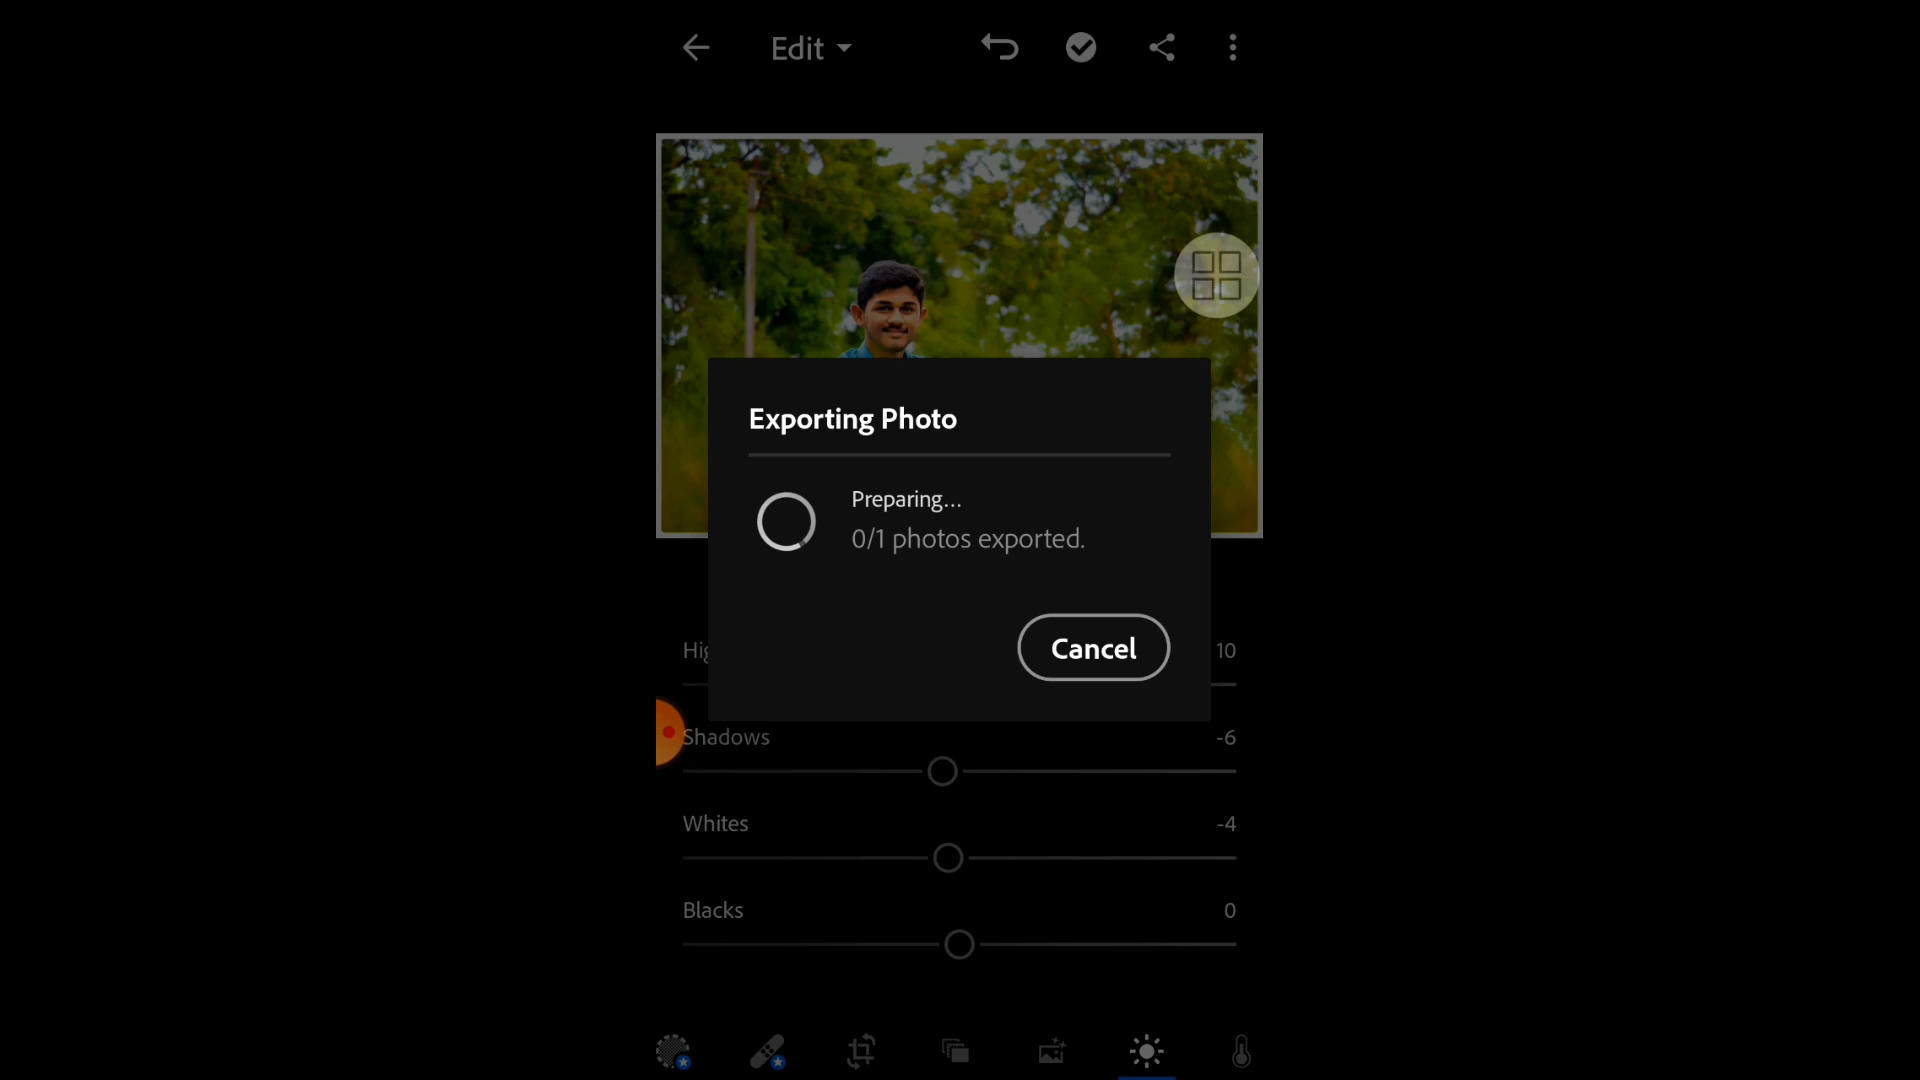 Edit
Exporting Photo
Preparing...
0/1 photos exported.
Cancel
10
Shadows -6
Whites -4
Blacks 0